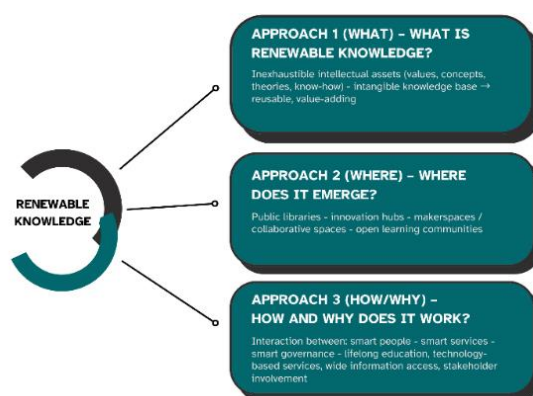 RENEWABLE
KNOWLEDGE
APPROACH 1 (WHAT) – WHAT IS
RENEWABLE KNOWLEDGE?
Inexhaustible intellectual assets (values, concepts,
theories, know-how) - intangible knowledge base →
reusable, value-adding
APPROACH 2 (WHERE) – WHERE
DOES IT EMERGE?
Public libraries - innovation hubs - makerspaces /
collaborative spaces - open learning communities
APPROACH 3 (HOW/WHY) –
HOW AND WHY DOES IT WORK?
Interaction between: smart people - smart services -
smart governance - lifelong education, technology-
based services, wide information access, stakeholder
involvement